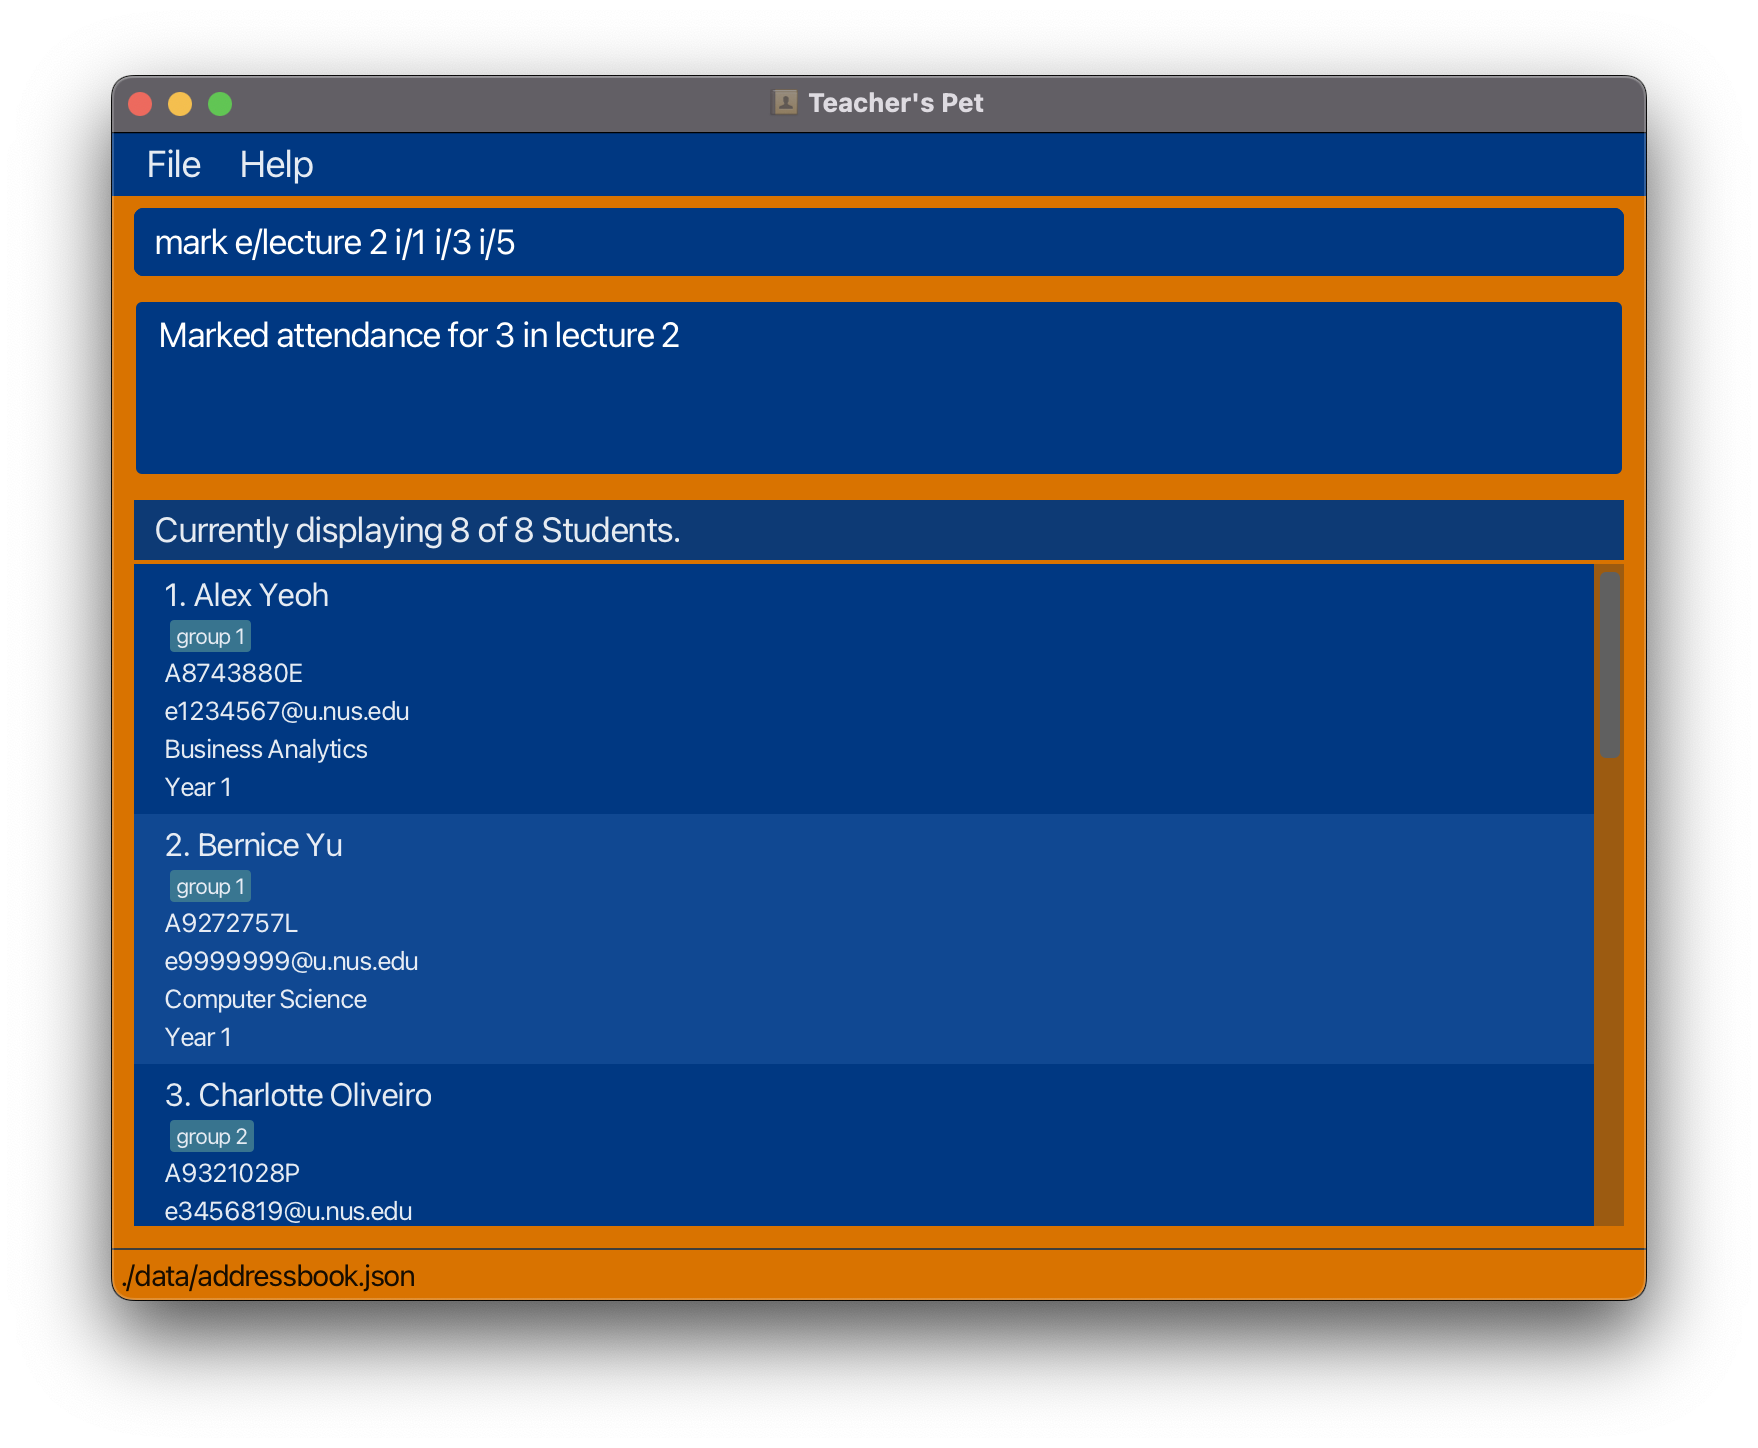 Teacher's Pet
File Help
mark e/lecture 2 i/1 i/3 i/5
Marked attendance for 3 in lecture 2
Currently displaying 8 of 8 Students.
1. Alex Yeoh
group 1
A8743880E
e1234567@u.nus.edu
Business Analytics
Year 1
2. Bernice Yu
group 1
A9272757L
e9999999@u.nus.edu
Computer Science
Year 1
3. Charlotte Oliveiro
group 2
A9321028P
e3456819@u.nus.edu
./data/addressbook.json